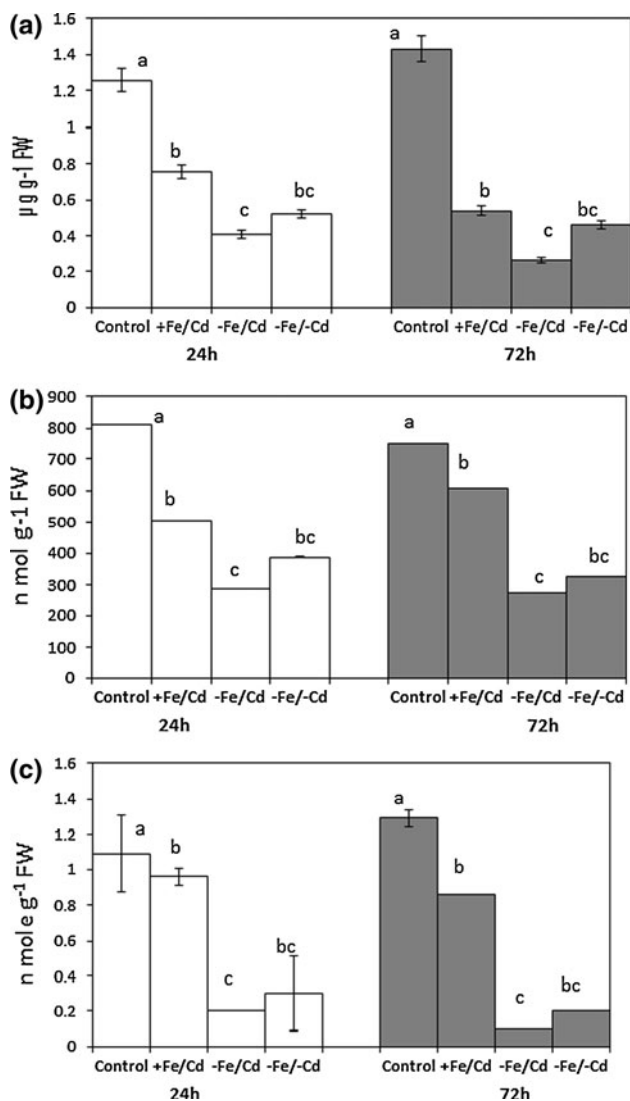 (a)
µg g-1 FW
1.6
1.4
1.2
1
0.8
0.6
0.4
0.2
0
a
b
c
bc
a
b
c
bc
Control +Fe/Cd -Fe/Cd -Fe/-Cd
Control +Fe/Cd -Fe/Cd -Fe/-Cd
24h
72h
(b)
n mol g-1 FW
900
800
700
600
500
400
300
200
100
0
a
b
c
bc
a
b
c
bc
Control +Fe/Cd -Fe/Cd -Fe/-Cd
Control +Fe/Cd -Fe/Cd -Fe/-Cd
24h
72h
(c)
n mole g⁻¹ FW
1.6
1.4
1.2
1
0.8
0.6
0.4
0.2
0
a
b
c
bc
a
b
c
bc
Control +Fe/Cd -Fe/Cd -Fe/-Cd
Control +Fe/Cd -Fe/Cd -Fe/-Cd
24h
72h